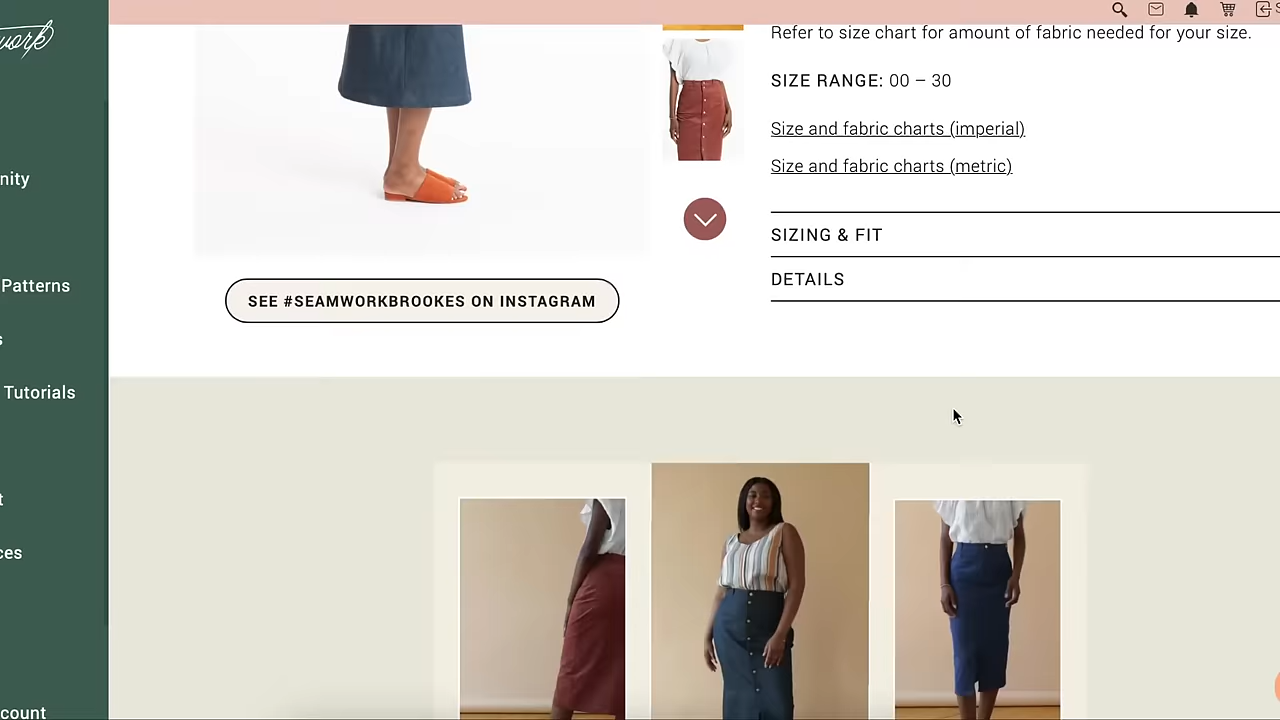 work
Refer to size chart for amount of fabric needed for your size.
SIZE RANGE: 00 – 30
Size and fabric charts (imperial)
Size and fabric charts (metric)
SIZING & FIT
DETAILS
SEE #SEAMWORKBROOKES ON INSTAGRAM
nity
Patterns
s
Tutorials
t
ces
count